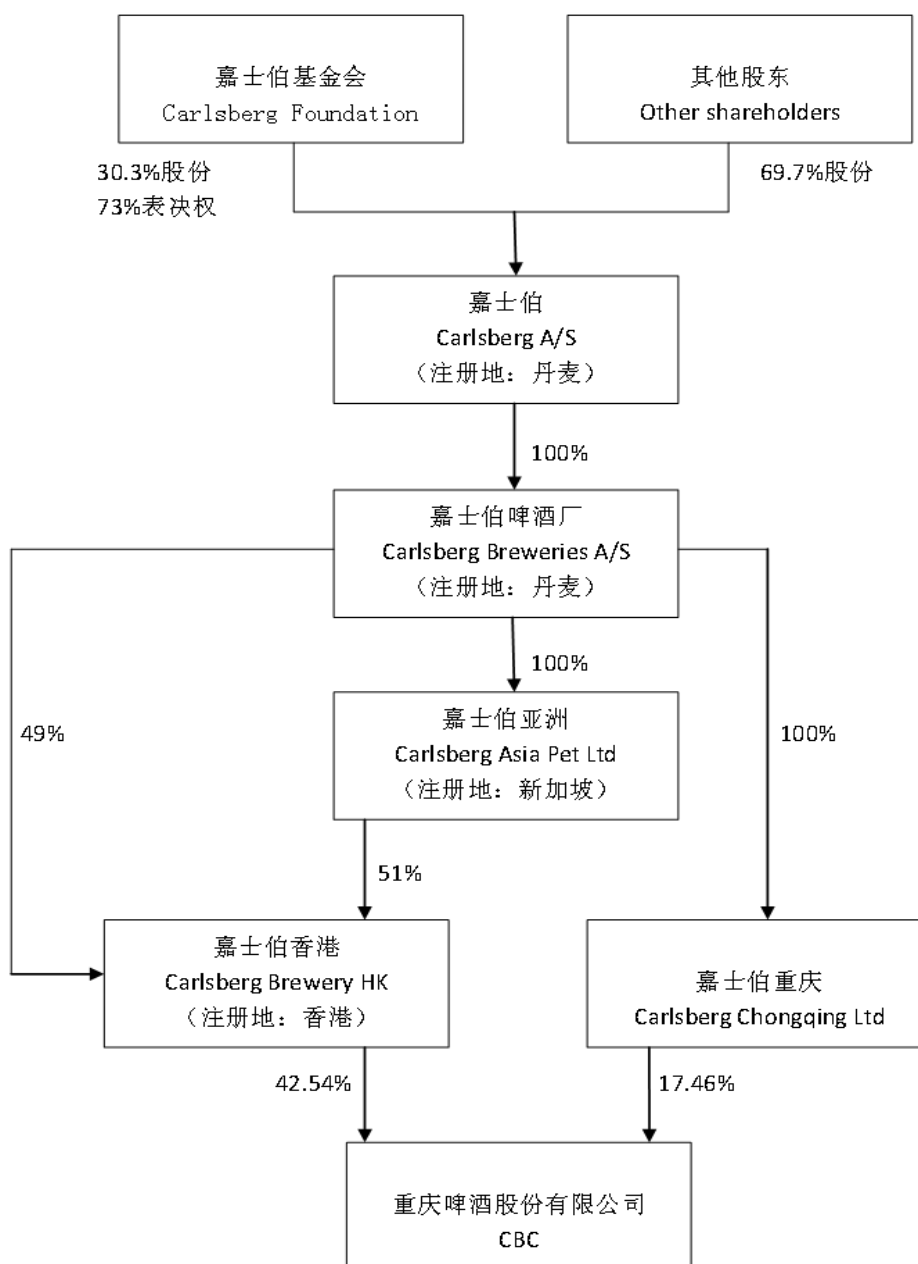 嘉士伯基金会
Carlsberg Foundation
其他股东
Other shareholders
30.3%股份
73%表决权
69.7%股份
嘉士伯
Carlsberg A/S
（注册地：丹麦）
100%
嘉士伯啤酒厂
Carlsberg Breweries A/S
（注册地：丹麦）
100%
49%
嘉士伯亚洲
Carlsberg Asia Pet Ltd
（注册地：新加坡）
100%
51%
嘉士伯香港
Carlsberg Brewery HK
（注册地：香港）
嘉士伯重庆
Carlsberg Chongqing Ltd
42.54%
17.46%
重庆啤酒股份有限公司
CBC